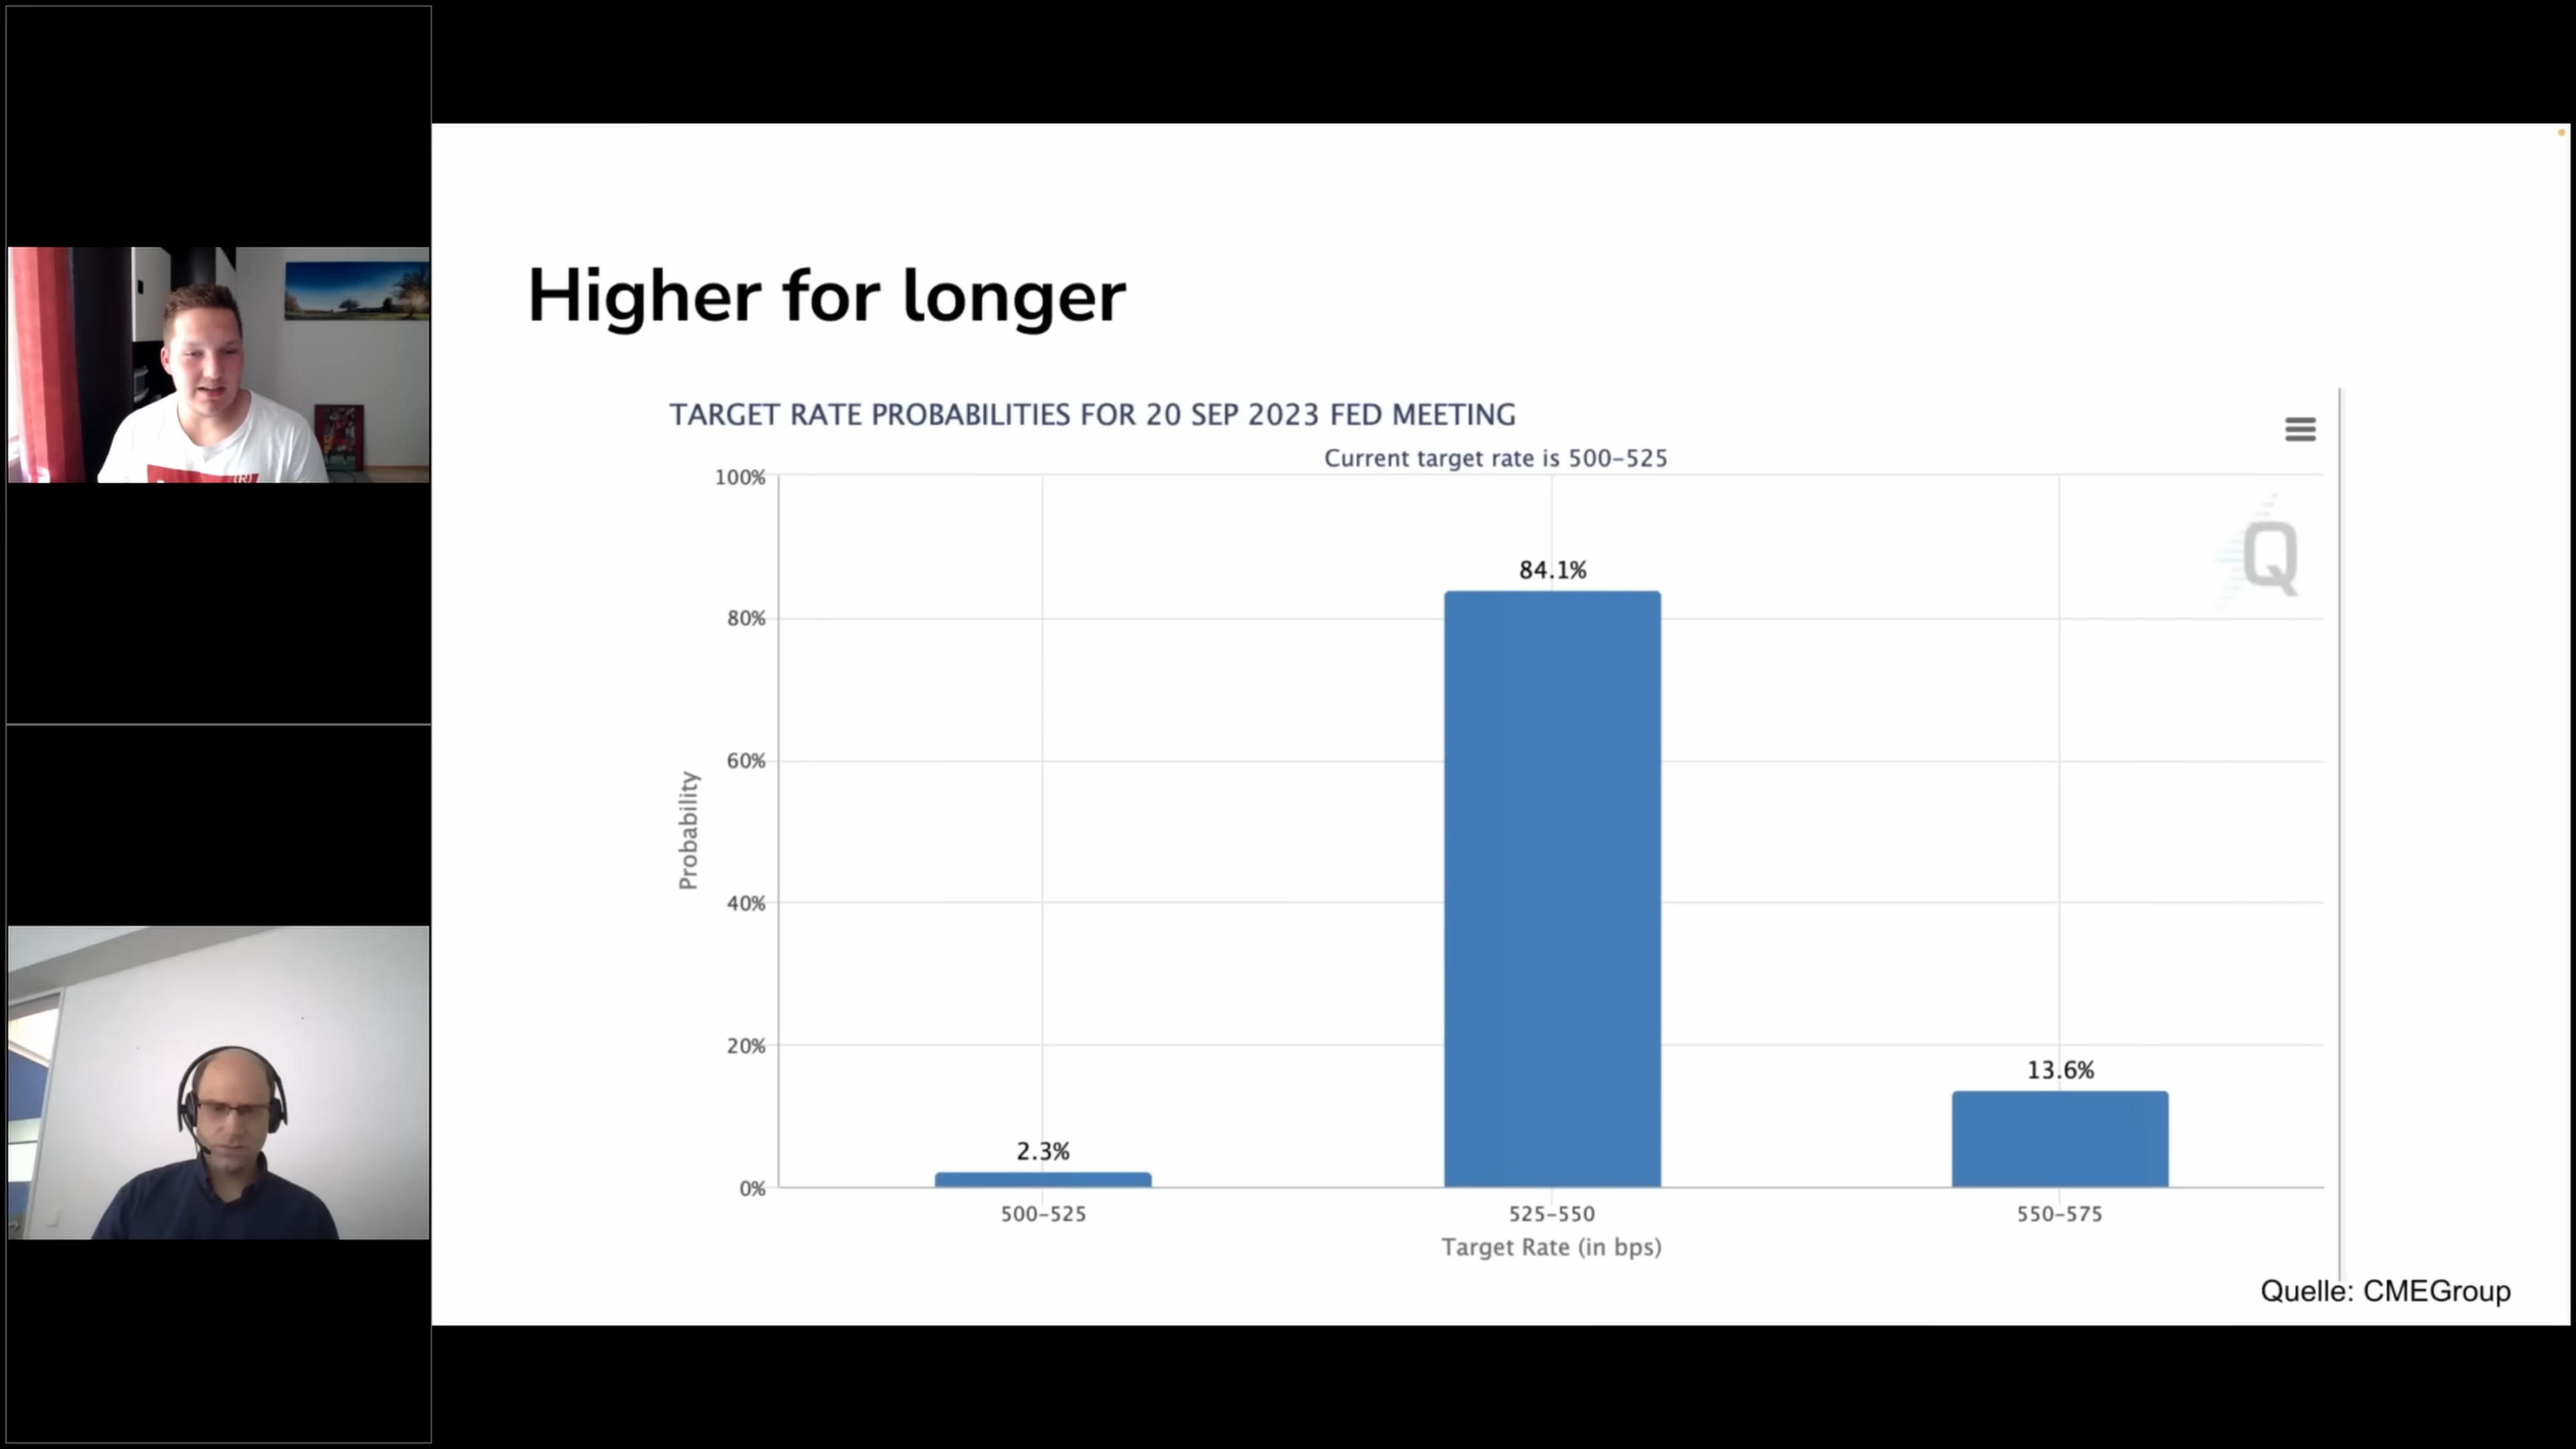 Higher for longer
TARGET RATE PROBABILITIES FOR 20 SEP 2023 FED MEETING
Current target rate is 500–525
100%
80%
60%
40%
20%
0%
Probability
2.3%
84.1%
13.6%
500–525
525–550
550–575
Target Rate (in bps)
Q
Quelle: CMEGroup
(R)